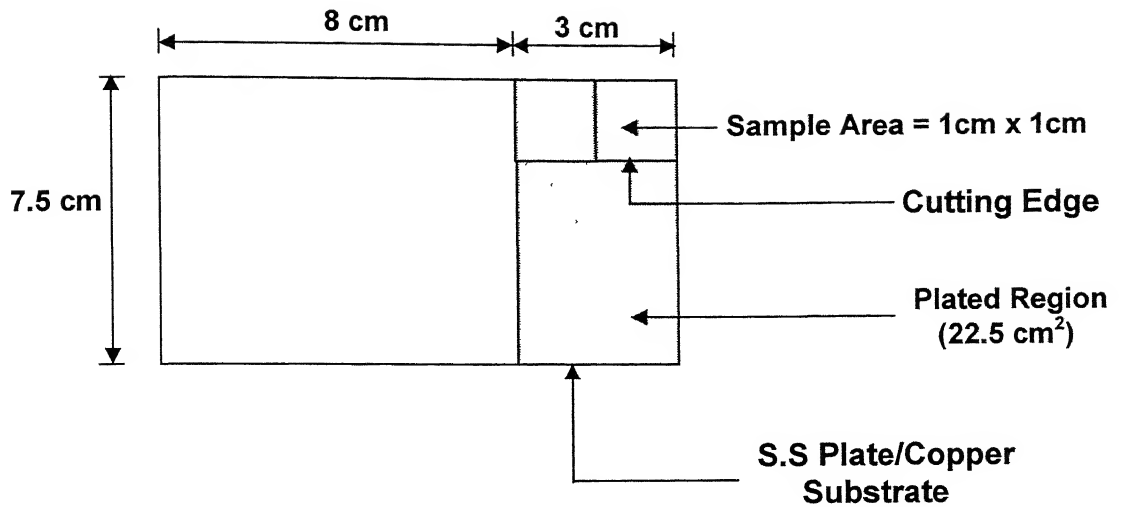 8 cm
3 cm
Sample Area = 1cm x 1cm
7.5 cm
Cutting Edge
Plated Region
(22.5 cm²)
S.S Plate/Copper
Substrate